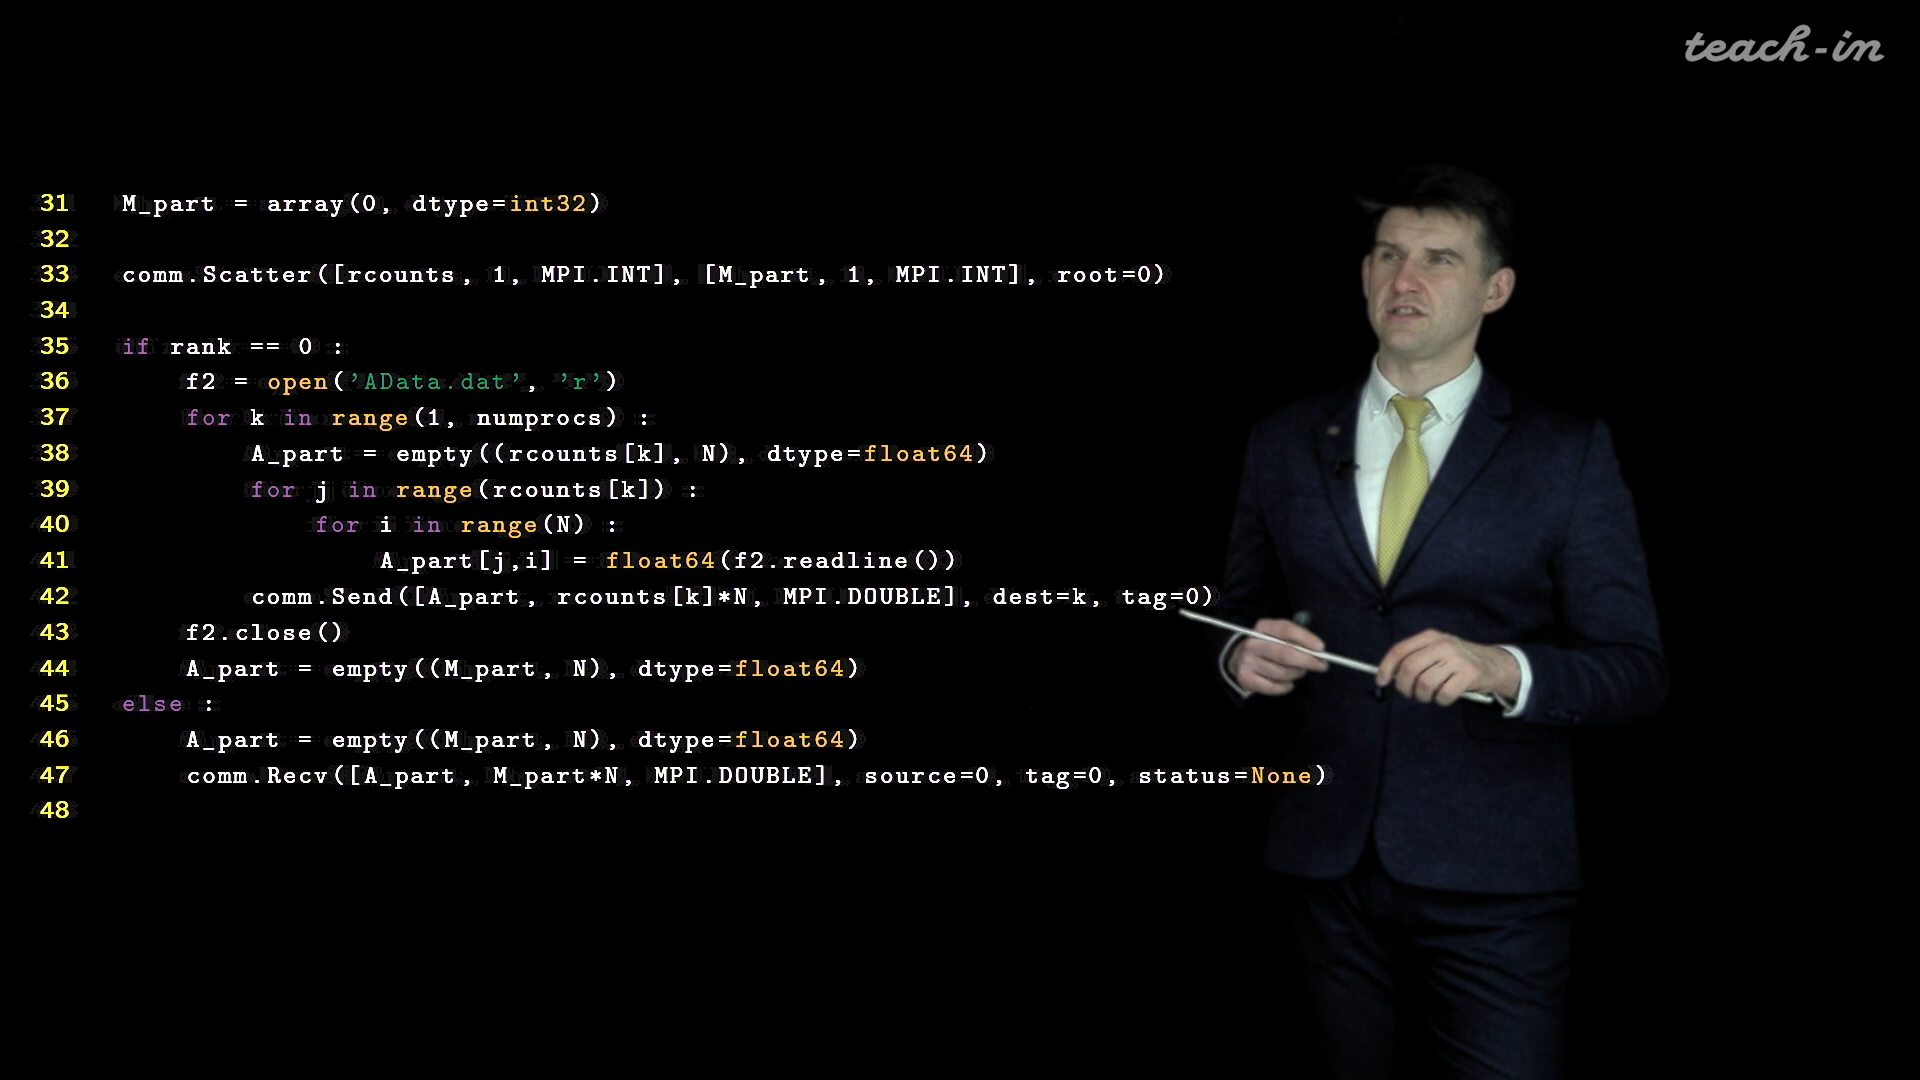 teach-in
31 M_part = array(0, dtype=int32)
32
33 comm.Scatter([rcounts, 1, MPI.INT], [M_part, 1, MPI.INT], root=0)
34
35 if rank == 0 :
36     f2 = open('AData.dat', 'r')
37     for k in range(1, numprocs) :
38         A_part = empty((rcounts[k], N), dtype=float64)
39         for j in range(rcounts[k]) :
40             for i in range(N) :
41                 A_part[j,i] = float64(f2.readline())
42         comm.Send([A_part, rcounts[k]*N, MPI.DOUBLE], dest=k, tag=0)
43     f2.close()
44     A_part = empty((M_part, N), dtype=float64)
45 else :
46     A_part = empty((M_part, N), dtype=float64)
47     comm.Recv([A_part, M_part*N, MPI.DOUBLE], source=0, tag=0, status=None)
48